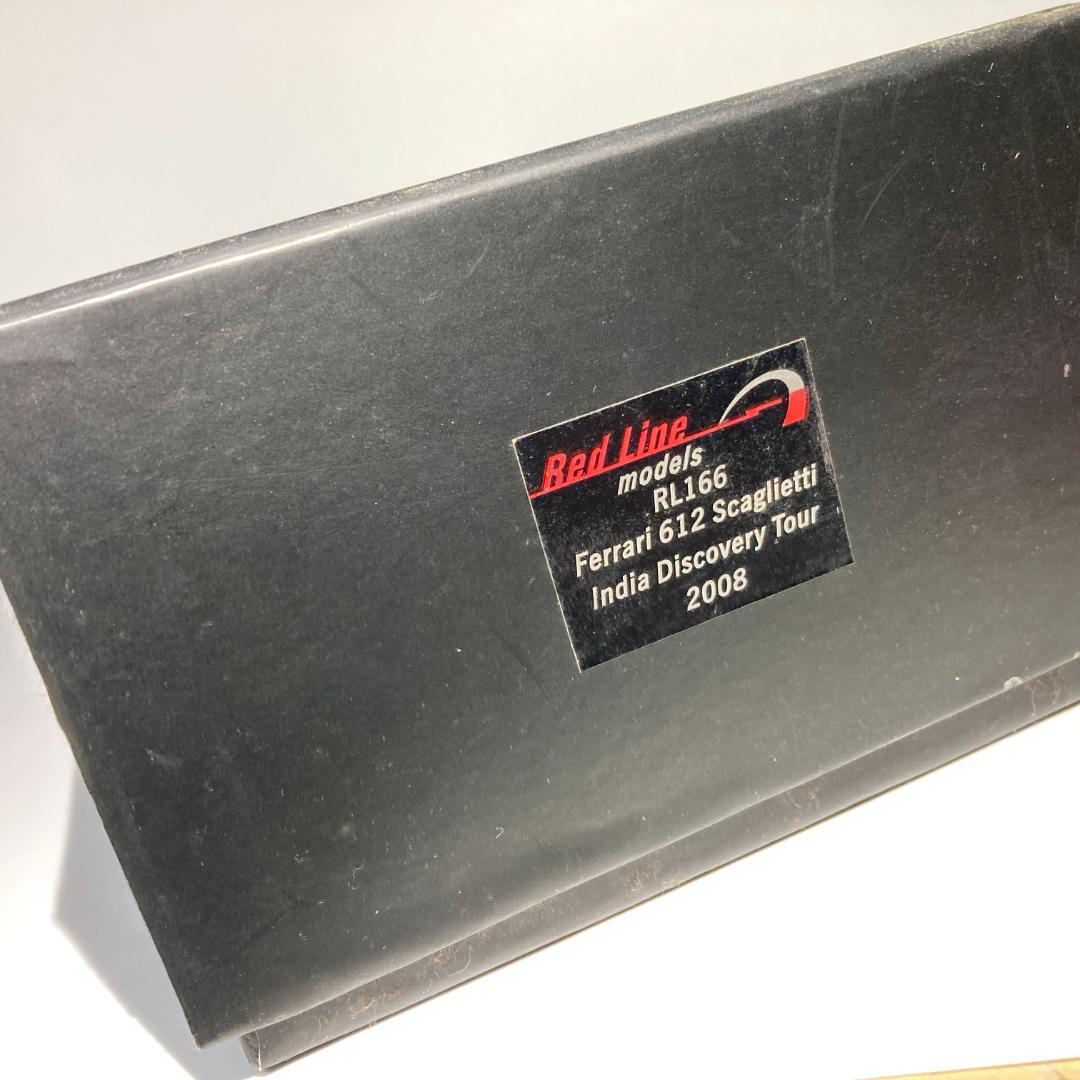 Red Line
models
RL166
Ferrari 612 Scaglietti
India Discovery Tour
2008